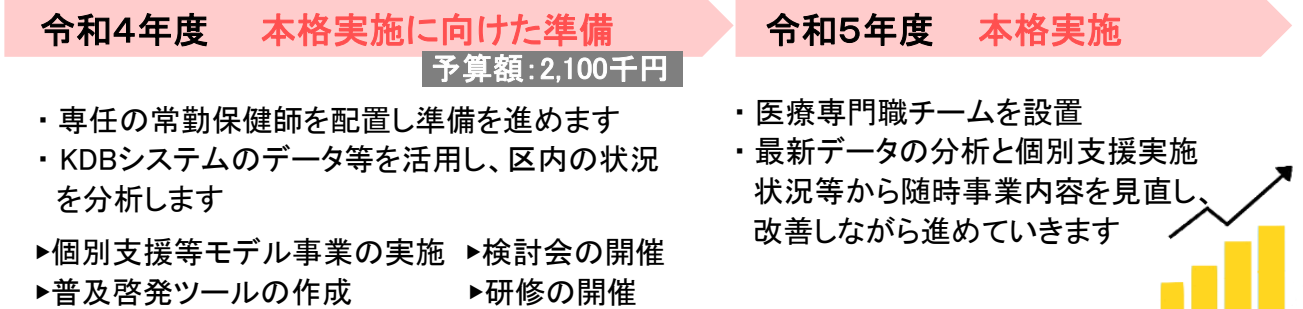 令和4年度　本格実施に向けた準備
予算額：2,100千円
・専任の常勤保健師を配置し準備を進めます
・KDBシステムのデータ等を活用し、区内の状況
を分析します
▶個別支援等モデル事業の実施　▶検討会の開催
▶普及啓発ツールの作成　▶研修の開催
令和5年度　本格実施
・医療専門職チームを設置
・最新データの分析と個別支援実施
状況等から随時事業内容を見直し、
改善しながら進めていきます